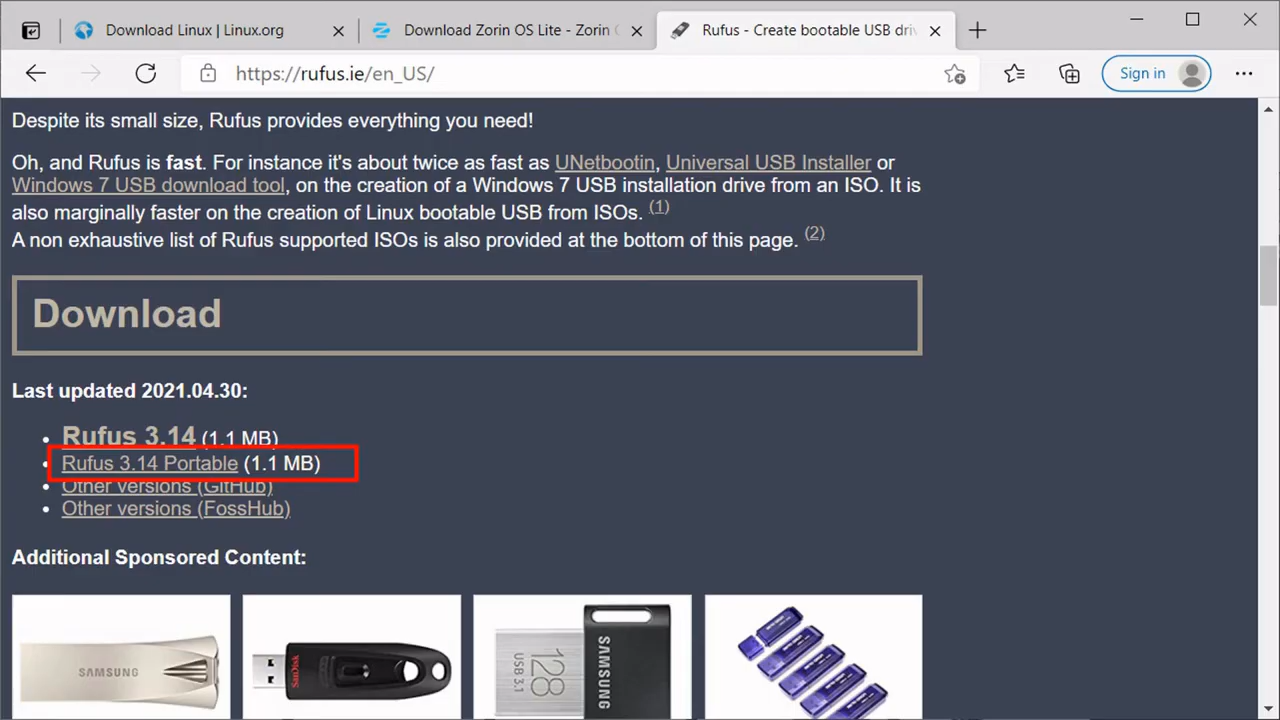 Download Linux | Linux.org
Download Zorin OS Lite - Zorin
Rufus - Create bootable USB driv
https://rufus.ie/en_US/
Sign in
Despite its small size, Rufus provides everything you need!
Oh, and Rufus is fast. For instance it's about twice as fast as UNetbootin, Universal USB Installer or
Windows 7 USB download tool, on the creation of a Windows 7 USB installation drive from an ISO. It is
also marginally faster on the creation of Linux bootable USB from ISOs. (1)
A non exhaustive list of Rufus supported ISOs is also provided at the bottom of this page. (2)
Download
Last updated 2021.04.30:
Rufus 3.14 (1.1 MB)
Rufus 3.14 Portable (1.1 MB)
Other versions (GitHub)
Other versions (FossHub)
Additional Sponsored Content:
SAMSUNG
SanDisk
USB 3.1
128
SAMSUNG